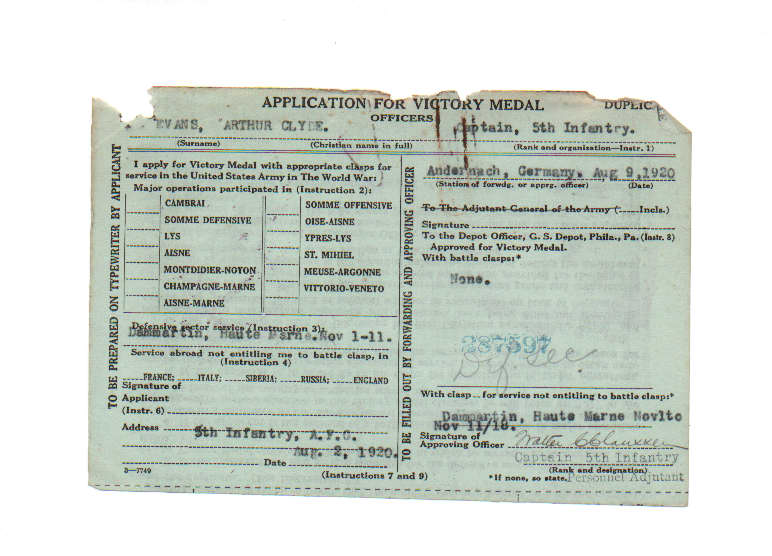 APPLICATION FOR VICTORY MEDAL
DUPLIC
OFFICERS
EVANS, ARTHUR CLYDE.
Captain, 5th Infantry.
(Surname) (Christian name in full) (Rank and organization—Instr. 1)
TO BE PREPARED ON TYPEWRITER BY APPLICANT
I apply for Victory Medal with appropriate clasps for
service in the United States Army in The World War:
Major operations participated in (Instruction 2):
CAMBRAI
SOMME DEFENSIVE
LYS
AISNE
MONTDIDIER-NOYON
CHAMPAGNE-MARNE
AISNE-MARNE
SOMME OFFENSIVE
OISE-AISNE
YPRES-LYS
ST. MIHIEL
MEUSE-ARGONNE
VITTORIO-VENETO
Defensive sector service (Instruction 3):
Dammartin, Haute Marne.Nov 1-11.
Service abroad not entitling me to battle clasp, in
(Instruction 4)
FRANCE; ITALY; SIBERIA; RUSSIA; ENGLAND
Signature of
Applicant
(Instr. 6)
Address 5th Infantry, A.F.G.
Aug. 2, 1920.
Date
3—7749
(Instructions 7 and 9)
TO BE FILLED OUT BY FORWARDING AND APPROVING OFFICER
Andernach, Germany. Aug 9,1920
(Station of forwdg. or apprg. officer) (Date)
To The Adjutant General of the Army ( Incls.)
Signature
To the Depot Officer, G. S. Depot, Phila., Pa. (Instr. 8)
Approved for Victory Medal.
With battle clasps:*
None.
287597
Def. Sec.
With clasp for service not entitling to battle clasp:*
Dammartin, Haute Marne Nov1to
Nov 11/18.
Signature of
Approving Officer Walter
Captain 5th Infantry
(Rank and designation)
*If none, so state. Personnel Adjutant